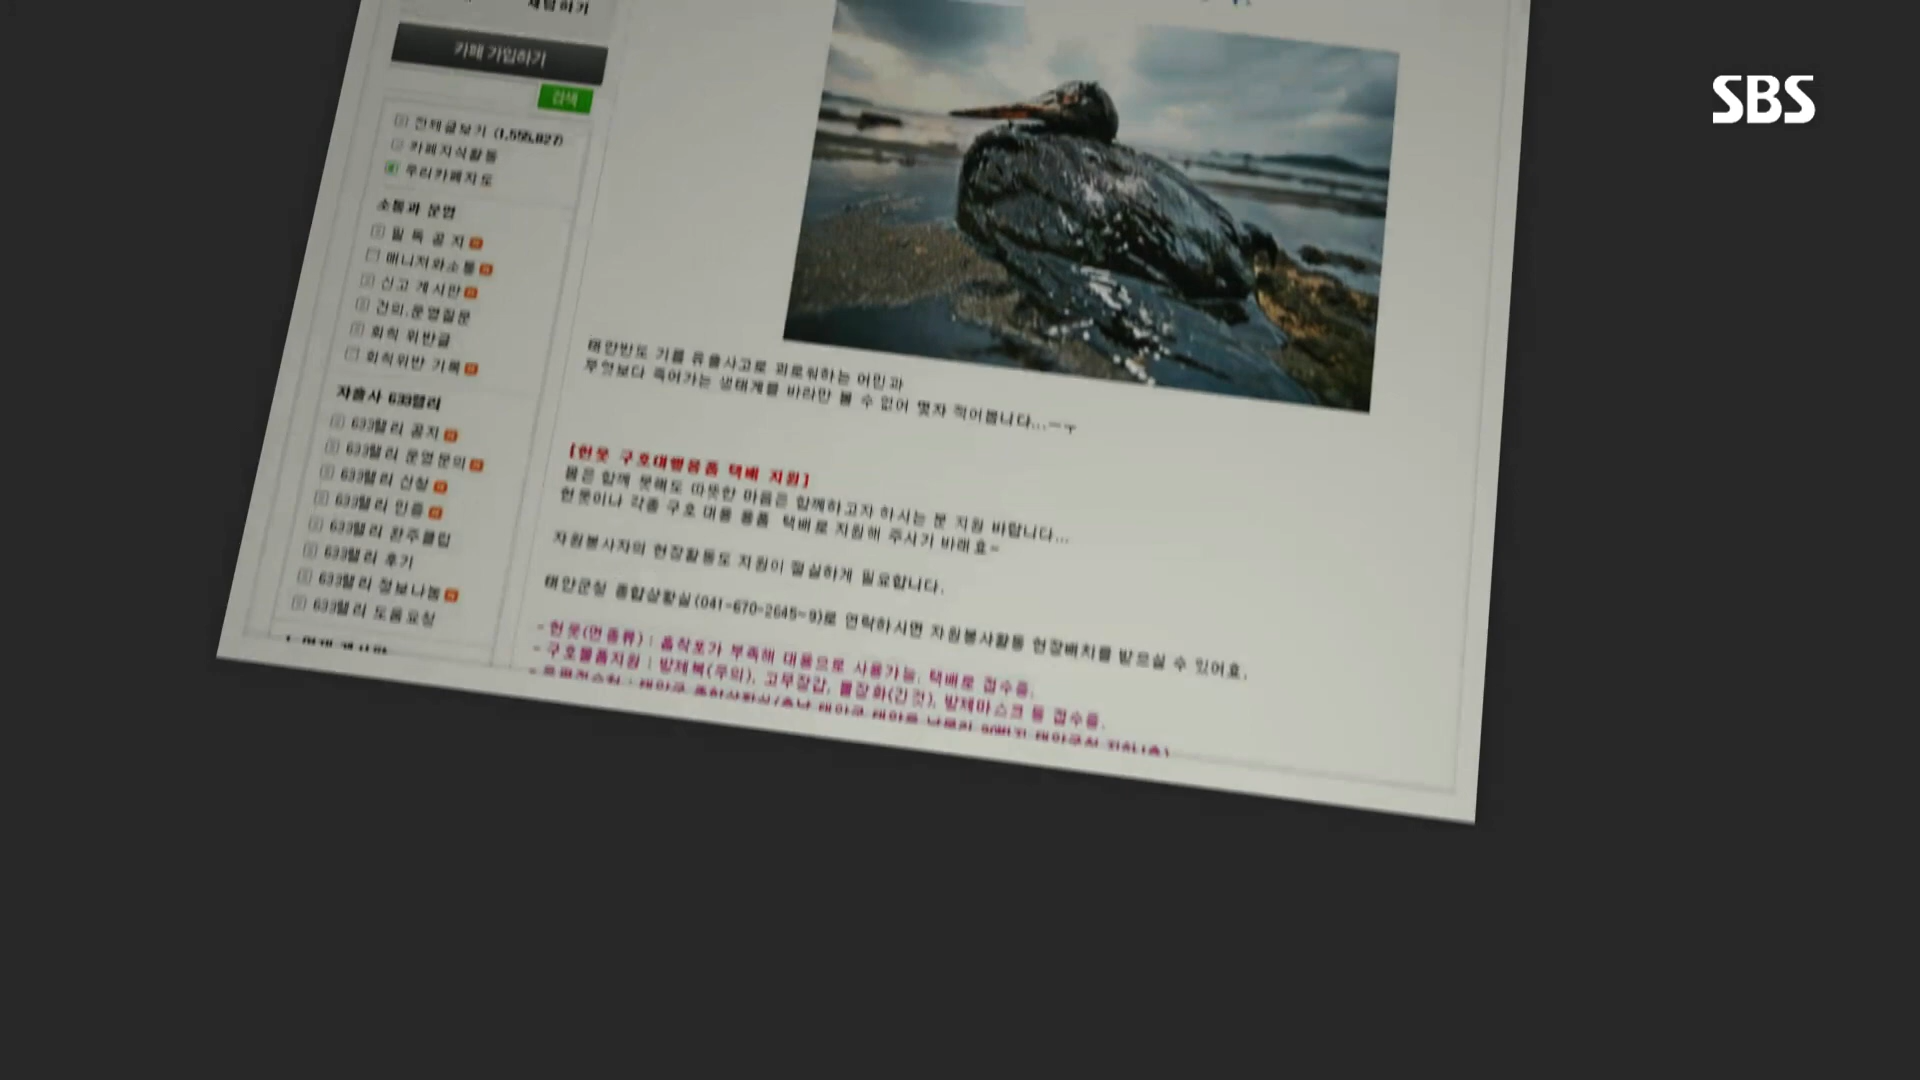 SBS
채팅하기
카페 가입하기
검색
전체글보기 (1,555,827)
카페지식활동
우리카페지도
소통과 운영
필 독 공 지
매니저와소통
신고 게시판
건의.운영질문
회칙 위반글
회칙위반 기록
자출사 633랠리
633랠리 공지
633랠리 운영문의
633랠리 신청
633랠리 인증
633랠리 완주클럽
633랠리 후기
633랠리 정보나눔
633랠리 도움요청
태안반도 기름 유출사고로 괴로워하는 어민과
무엇보다 죽어가는 생태계를 바라만 볼 수 없어 몇자 적어봅니다...ㅡㅜ
[헌옷 구호대행용품 택배 지원]
몸은 함께 못해도 따뜻한 마음은 함께하고자 하시는 분 지원 바랍니다...
헌옷이나 각종 구호 대용 용품 택배로 지원해 주시기 바래효~
자원봉사자의 현장활동도 지원이 절실하게 필요합니다.
태안군청 종합상황실(041-670-2645~9)로 연락하시면 자원봉사활동 현장배치를 받으실 수 있어효.
- 헌옷(면종류) : 흡착포가 부족해 대용으로 사용가능. 택배로 접수중.
- 구호물품지원 : 방제복(우의), 고무장갑, 물장화(긴것), 방제마스크 등 접수중.